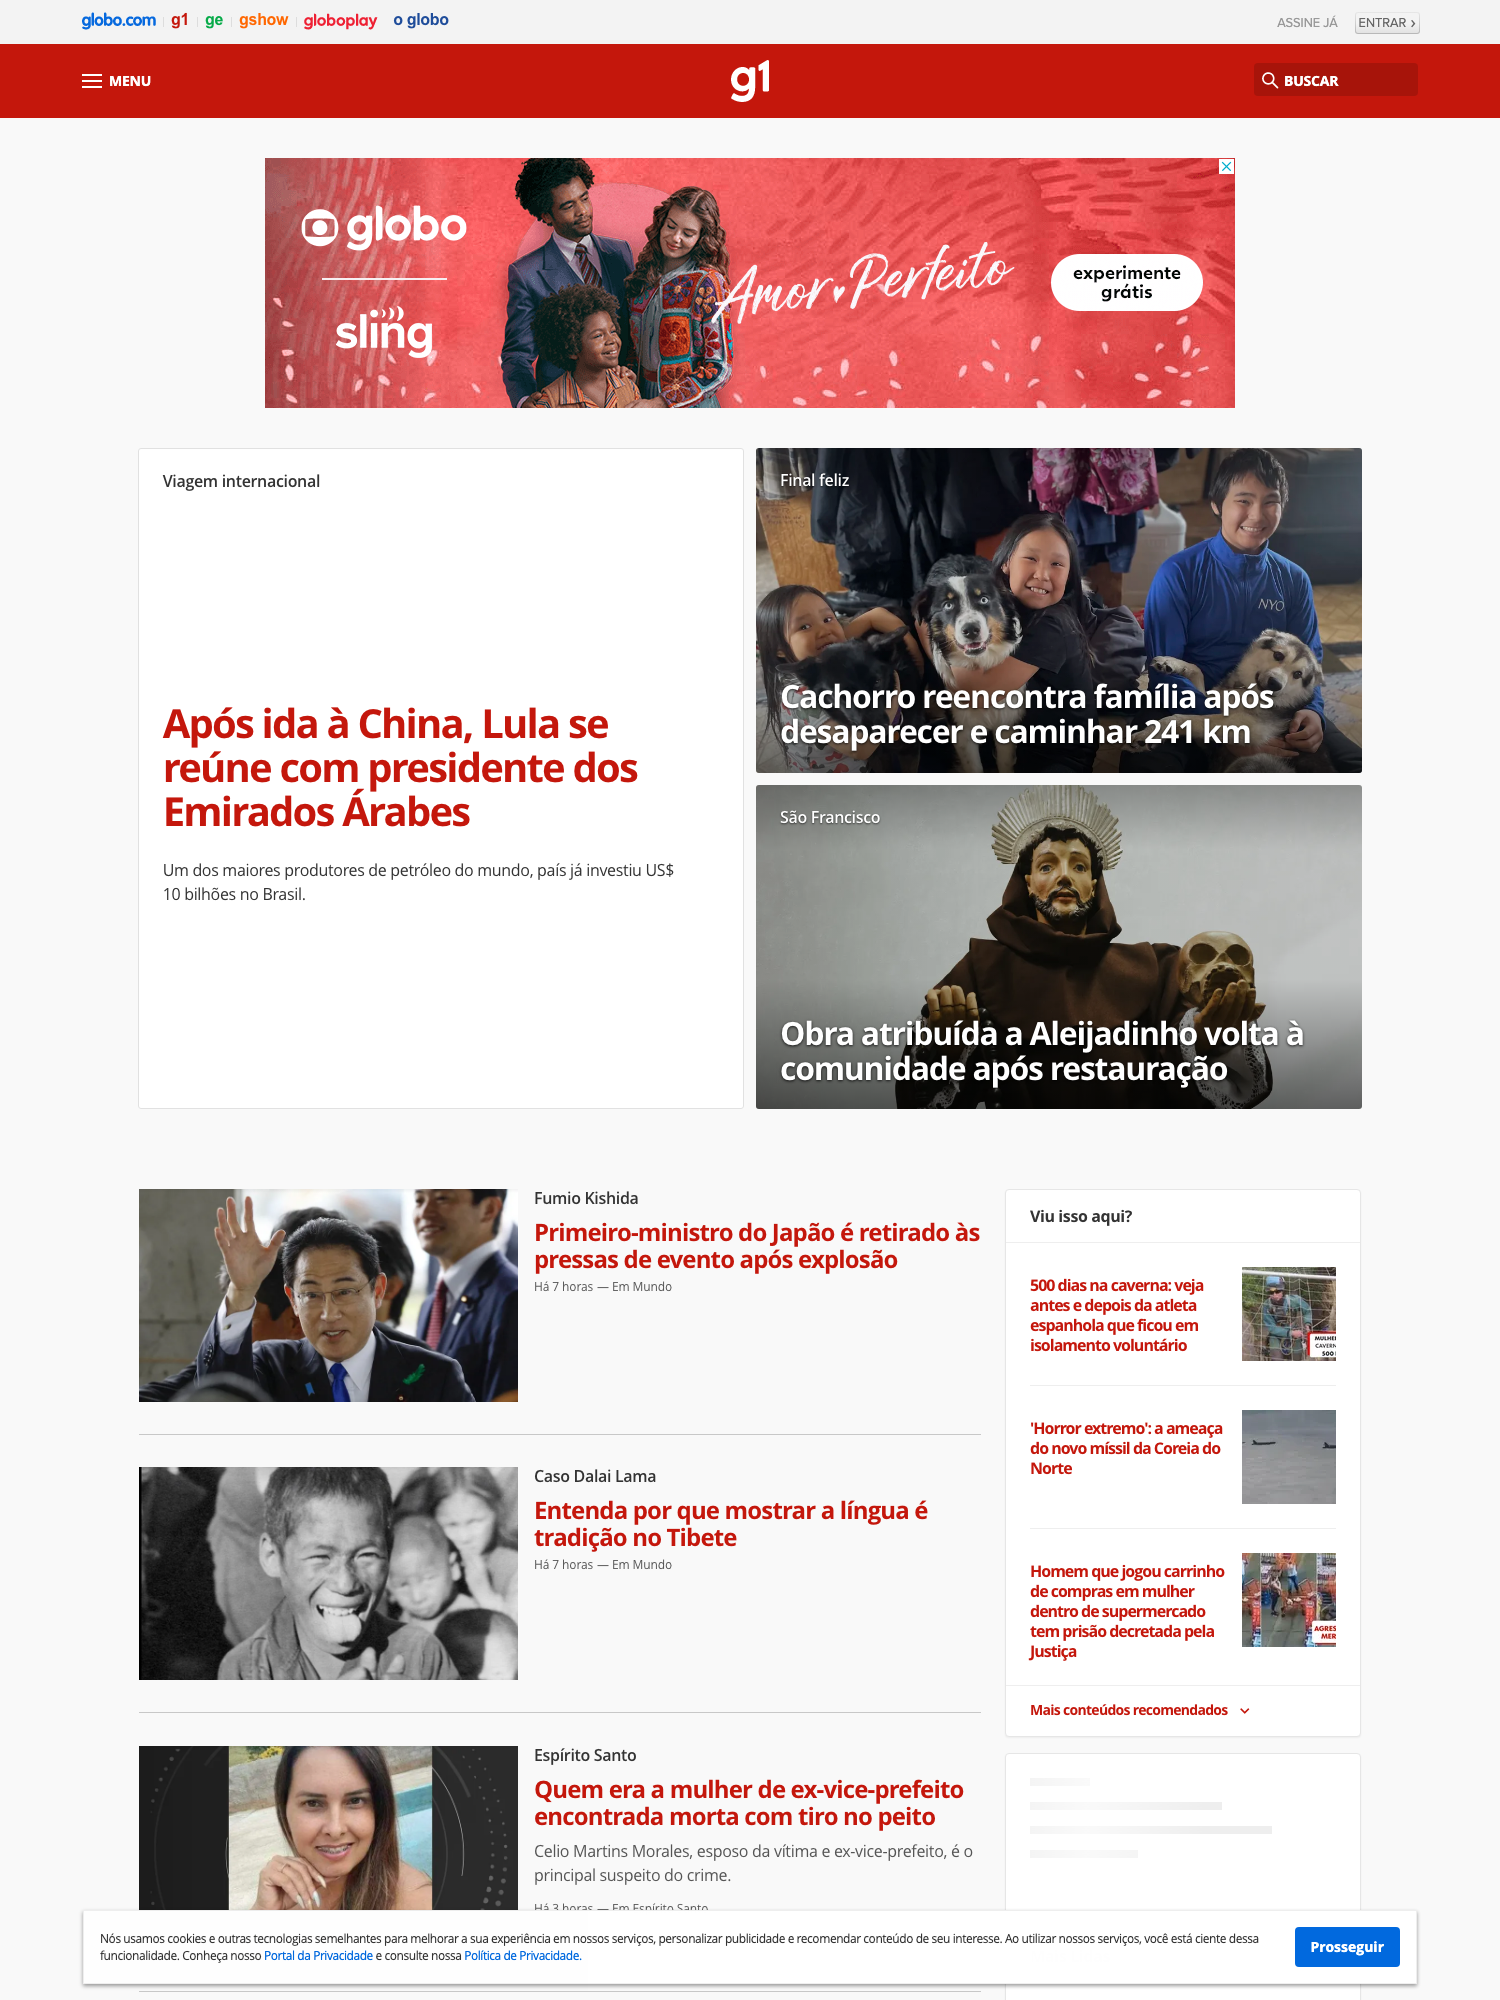 globo.com g1 ge gshow globoplay o globo
ASSINE JÁ ENTRAR ›
MENU
g1
BUSCAR
globo
sling
Amor Perfeito
experimente
grátis
Viagem internacional
Após ida à China, Lula se
reúne com presidente dos
Emirados Árabes
Um dos maiores produtores de petróleo do mundo, país já investiu US$
10 bilhões no Brasil.
Final feliz
NYO
Cachorro reencontra família após
desaparecer e caminhar 241 km
São Francisco
Obra atribuída a Aleijadinho volta à
comunidade após restauração
Fumio Kishida
Primeiro-ministro do Japão é retirado às
pressas de evento após explosão
Há 7 horas — Em Mundo
Caso Dalai Lama
Entenda por que mostrar a língua é
tradição no Tibete
Há 7 horas — Em Mundo
Espírito Santo
Quem era a mulher de ex-vice-prefeito
encontrada morta com tiro no peito
Celio Martins Morales, esposo da vítima e ex-vice-prefeito, é o
principal suspeito do crime.
Há 3 horas — Em Espírito Santo
Viu isso aqui?
500 dias na caverna: veja
antes e depois da atleta
espanhola que ficou em
isolamento voluntário
'Horror extremo': a ameaça
do novo míssil da Coreia do
Norte
Homem que jogou carrinho
de compras em mulher
dentro de supermercado
tem prisão decretada pela
Justiça
Mais conteúdos recomendados
Nós usamos cookies e outras tecnologias semelhantes para melhorar a sua experiência em nossos serviços, personalizar publicidade e recomendar conteúdo de seu interesse. Ao utilizar nossos serviços, você está ciente dessa
funcionalidade. Conheça nosso Portal da Privacidade e consulte nossa Política de Privacidade.
Prosseguir